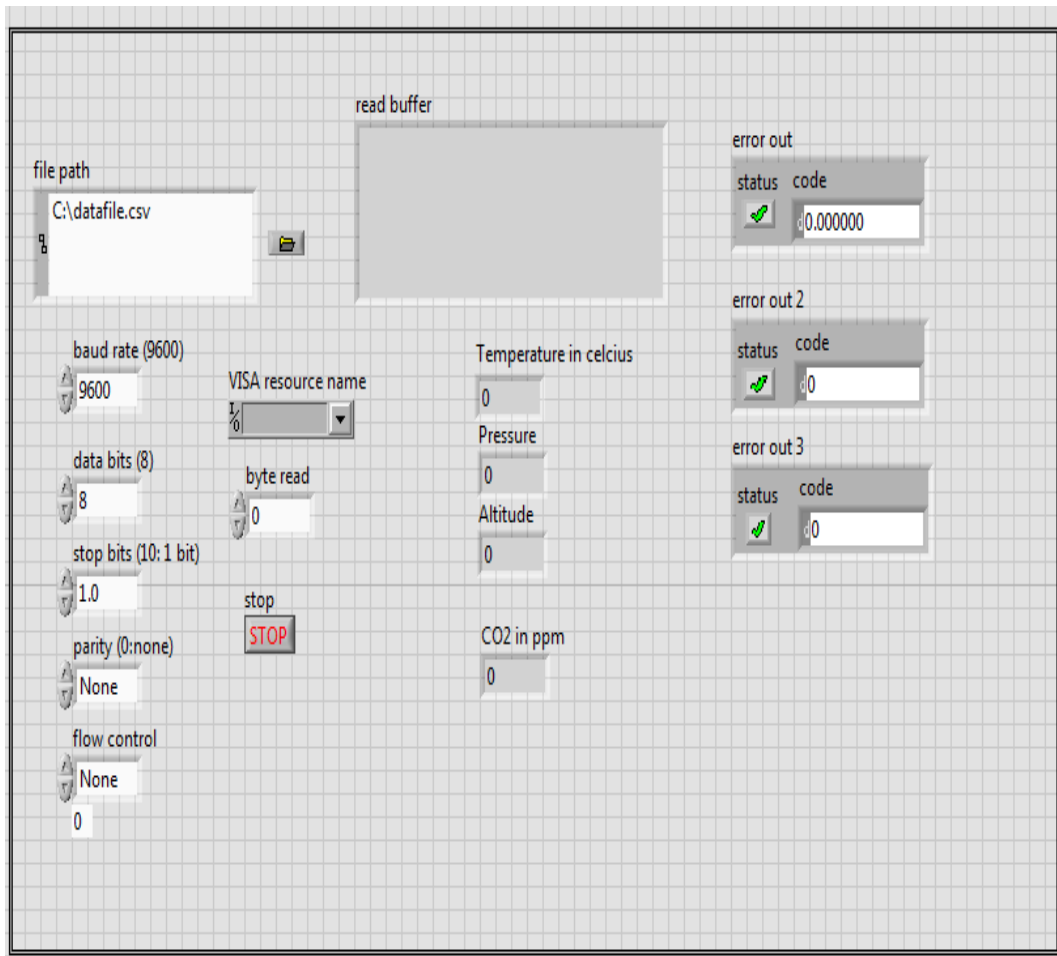 read buffer
file path
C:\datafile.csv
error out
status code
0.000000
error out 2
status code
0
error out 3
status code
0
baud rate (9600)
9600
data bits (8)
8
stop bits (10: 1 bit)
1.0
parity (0:none)
None
flow control
None
0
VISA resource name
byte read
0
stop
STOP
Temperature in celcius
0
Pressure
0
Altitude
0
CO2 in ppm
0